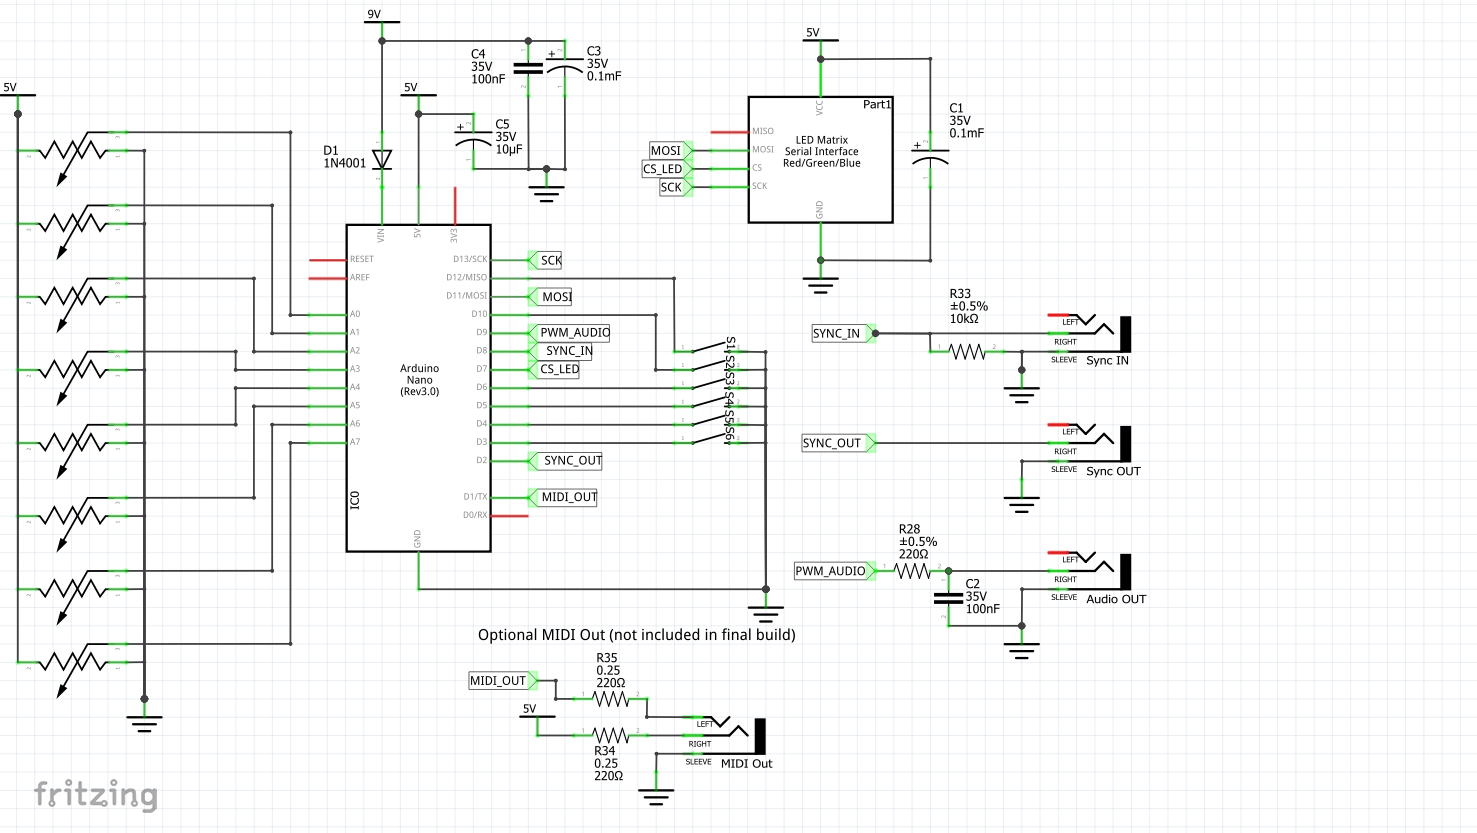 9V
5V
C4
35V
100nF
C3
35V
0.1mF
5V
C5
35V
10µF
D1
1N4001
5V
Part1
VCC
MISO
MOSI
CS
SCK
GND
LED Matrix
Serial Interface
Red/Green/Blue
MOSI
CS_LED
SCK
C1
35V
0.1mF
VIN
5V
3V3
RESET
AREF
A0
A1
A2
A3
A4
A5
A6
A7
D13/SCK
D12/MISO
D11/MOSI
D10
D9
D8
D7
D6
D5
D4
D3
D2
D1/TX
D0/RX
GND
Arduino
Nano
(Rev3.0)
IC0
SCK
MOSI
PWM_AUDIO
SYNC_IN
CS_LED
SYNC_OUT
MIDI_OUT
S1
S2
S3
S4
S5
S6
SYNC_IN
R33
±0.5%
10kΩ
LEFT
RIGHT
SLEEVE
Sync IN
SYNC_OUT
LEFT
RIGHT
SLEEVE
Sync OUT
PWM_AUDIO
R28
±0.5%
220Ω
C2
35V
100nF
LEFT
RIGHT
SLEEVE
Audio OUT
Optional MIDI Out (not included in final build)
MIDI_OUT
R35
0.25
220Ω
5V
R34
0.25
220Ω
LEFT
RIGHT
SLEEVE
MIDI Out
fritzing